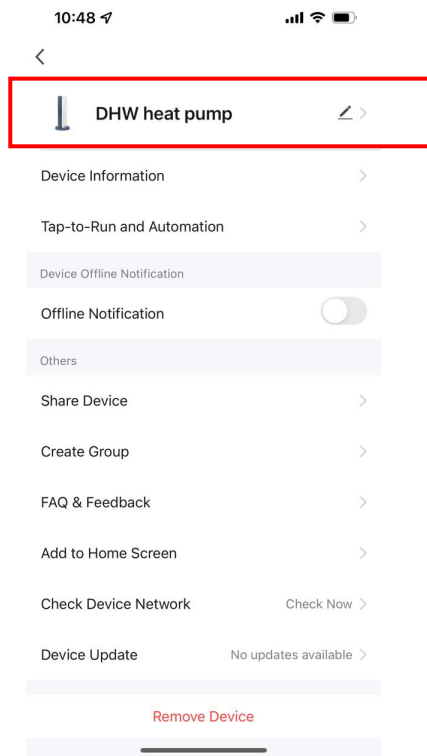 10:48
DHW heat pump
Device Information
Tap-to-Run and Automation
Device Offline Notification
Offline Notification
Others
Share Device
Create Group
FAQ & Feedback
Add to Home Screen
Check Device Network Check Now
Device Update No updates available
Remove Device